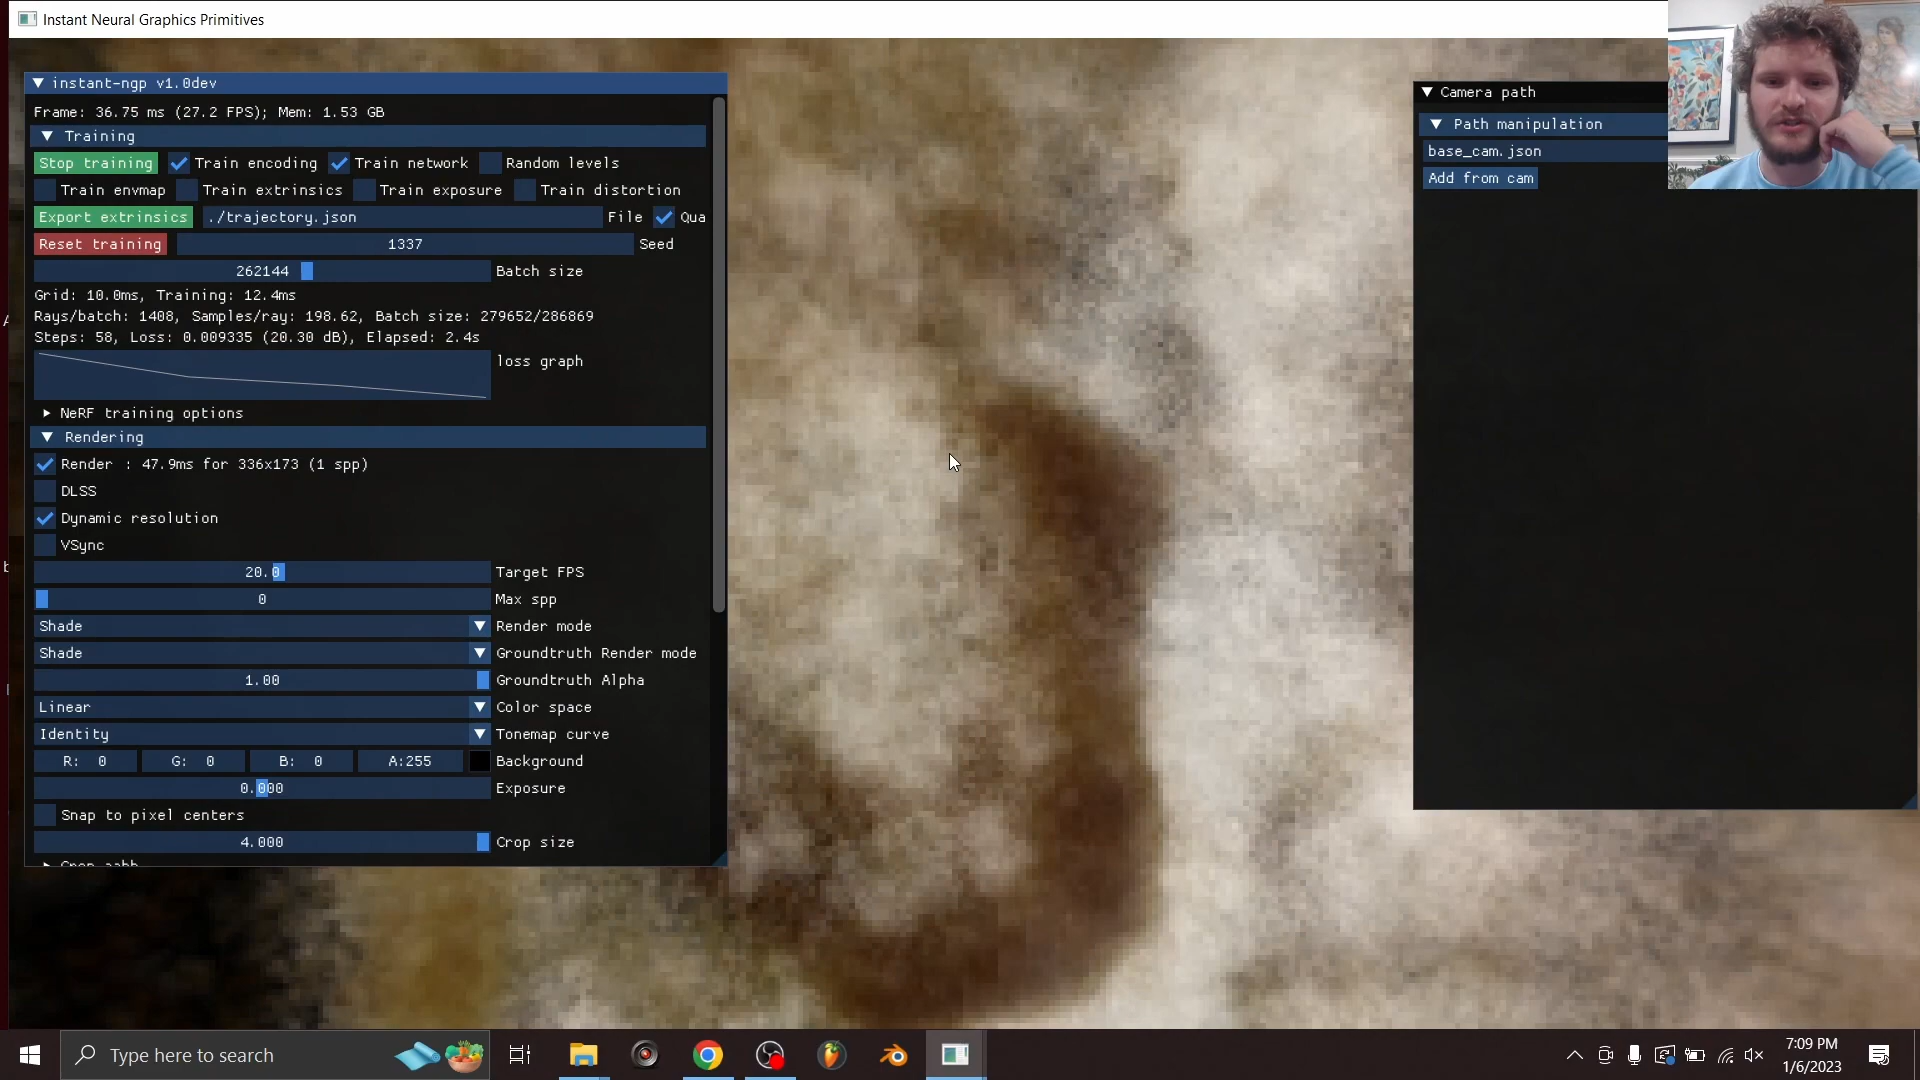 Instant Neural Graphics Primitives
instant-ngp v1.0dev
Frame: 36.75 ms (27.2 FPS); Mem: 1.53 GB
Training
Stop training Train encoding Train network Random levels
Train envmap Train extrinsics Train exposure Train distortion
Export extrinsics ./trajectory.json File Qua
Reset training 1337 Seed
262144 Batch size
Grid: 10.0ms, Training: 12.4ms
Rays/batch: 1408, Samples/ray: 198.62, Batch size: 279652/286869
Steps: 58, Loss: 0.009335 (20.30 dB), Elapsed: 2.4s
loss graph
NeRF training options
Rendering
Render : 47.9ms for 336x173 (1 spp)
DLSS
Dynamic resolution
VSync
20.0 Target FPS
0 Max spp
Shade Render mode
Shade Groundtruth Render mode
1.00 Groundtruth Alpha
Linear Color space
Identity Tonemap curve
R: 0 G: 0 B: 0 A:255 Background
0.000 Exposure
Snap to pixel centers
4.000 Crop size
Camera path
Path manipulation
base_cam.json
Add from cam
Type here to search
7:09 PM
1/6/2023